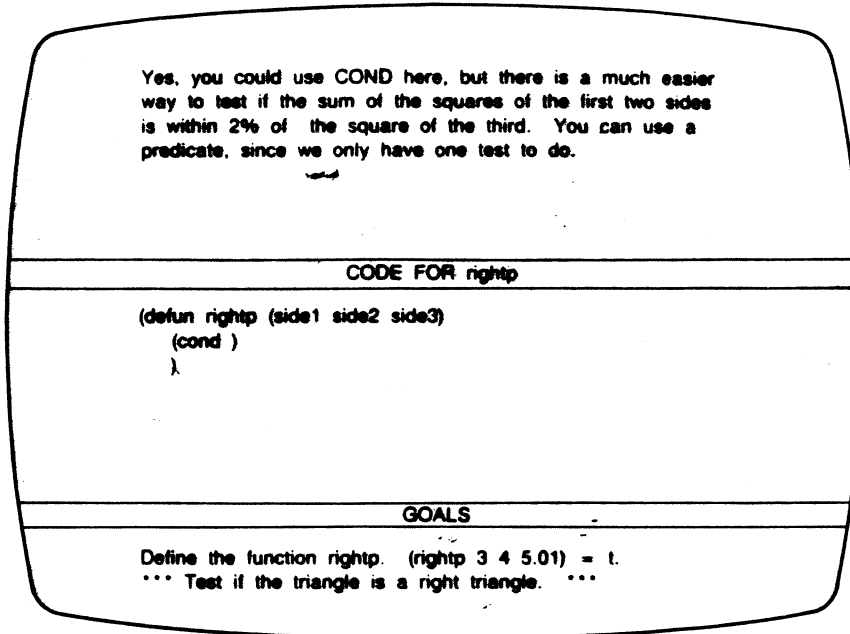 Yes, you could use COND here, but there is a much easier
way to test if the sum of the squares of the first two sides
is within 2% of the square of the third. You can use a
predicate, since we only have one test to do.
CODE FOR rightp
(defun rightp (side1 side2 side3)
(cond )
)
GOALS
Define the function rightp. (rightp 3 4 5.01) = t.
*** Test if the triangle is a right triangle. ***